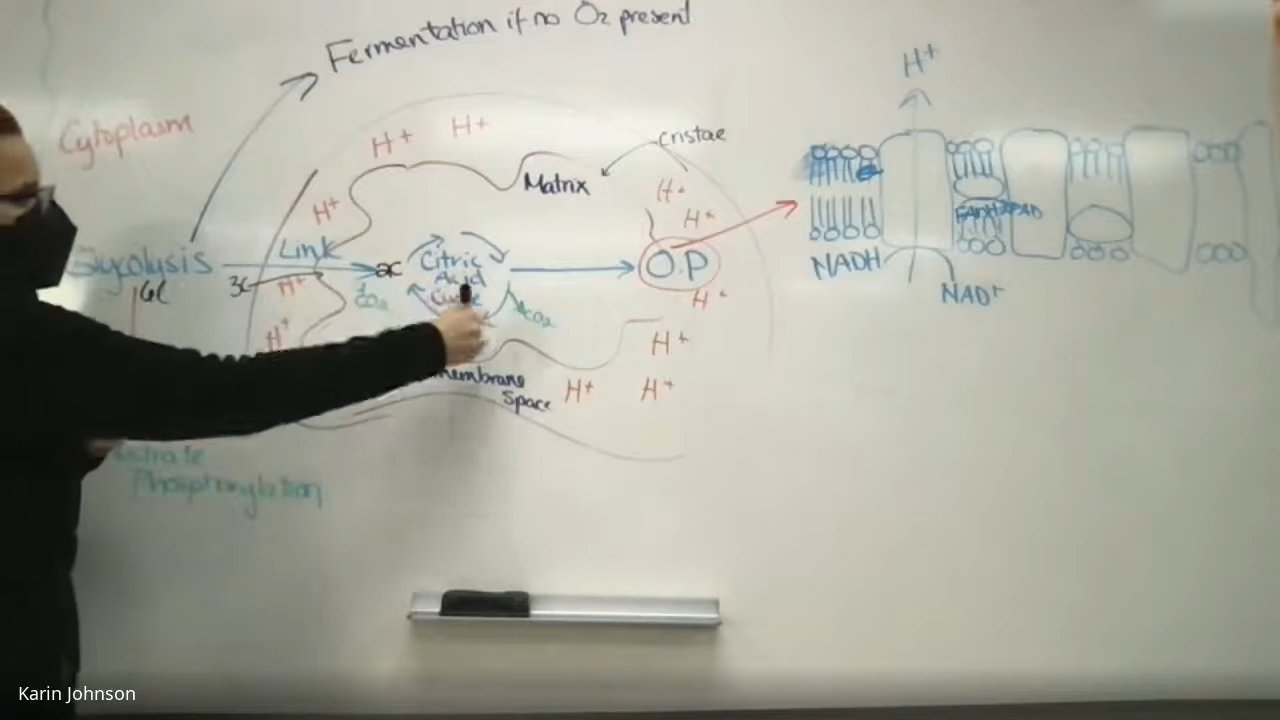 Fermentation if no O2 present
Cytoplasm
H+
H+
H+
cristae
Matrix
H+
H+
H+
Glycolysis
Link
Citric
Acid
Cycle
O.P
6C
3C
H+
CO2
CO2
H+
H+
H+
membrane
Space
H+
H+
Phosphorylation
NADH
NAD+
Karin Johnson